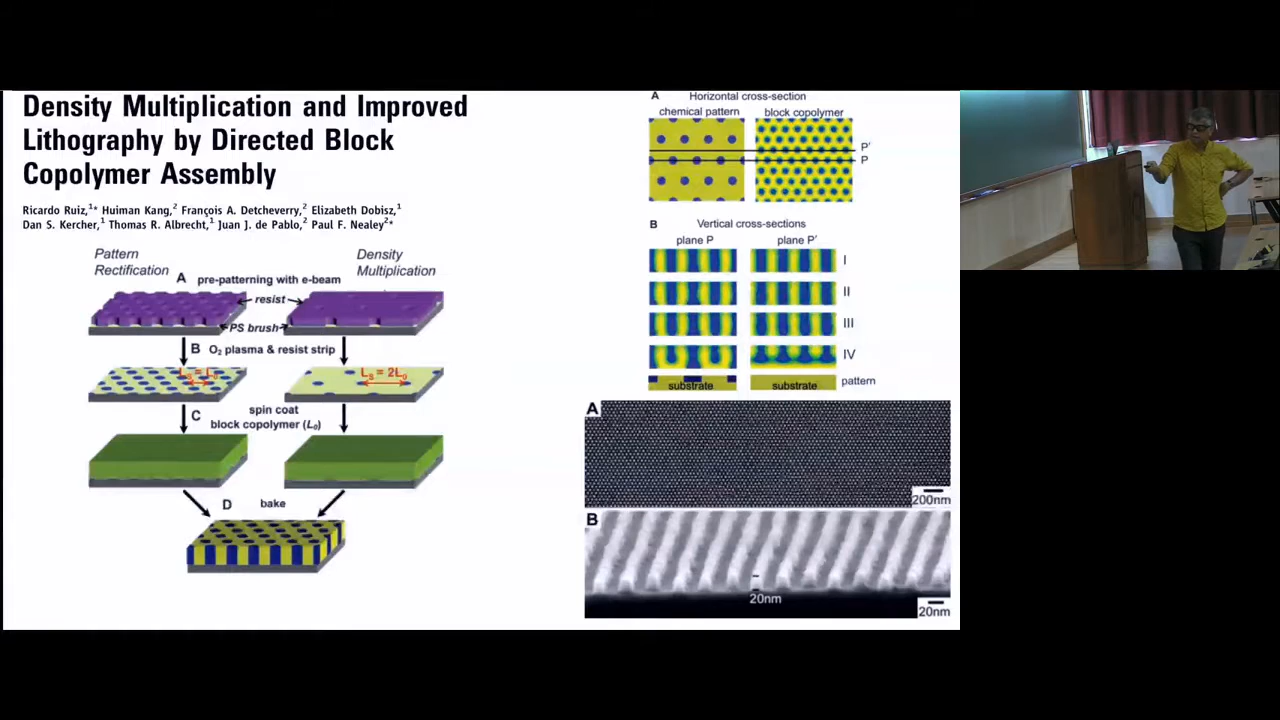 Density Multiplication and Improved
Lithography by Directed Block
Copolymer Assembly
Ricardo Ruiz,¹* Huiman Kang,² François A. Detcheverry,² Elizabeth Dobisz,¹
Dan S. Kercher,¹ Thomas R. Albrecht,¹ Juan J. de Pablo,² Paul F. Nealey²*
Pattern
Rectification
Density
Multiplication
A pre-patterning with e-beam
resist
PS brush
B O₂ plasma & resist strip
Lₛ = L₀
Lₛ = 2L₀
C spin coat
block copolymer (L₀)
D bake
A Horizontal cross-section
chemical pattern block copolymer
P'
P
B Vertical cross-sections
plane P plane P'
I
II
III
IV
substrate substrate pattern
A
200nm
B
20nm
20nm